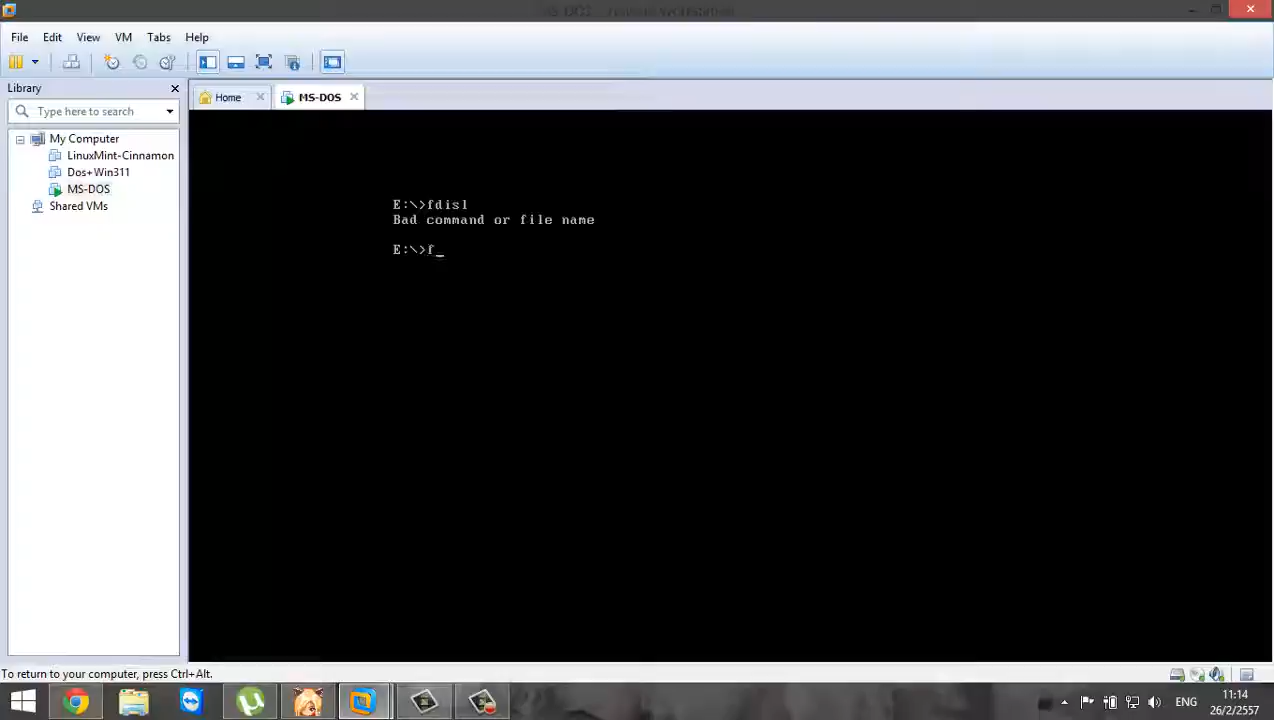 File Edit View VM Tabs Help
Library
Type here to search
Home
MS-DOS
My Computer
LinuxMint-Cinnamon
Dos+Win311
MS-DOS
Shared VMs
E:\>fdisl
Bad command or file name
E:\>f_
To return to your computer, press Ctrl+Alt.
ENG
11:14
26/2/2557